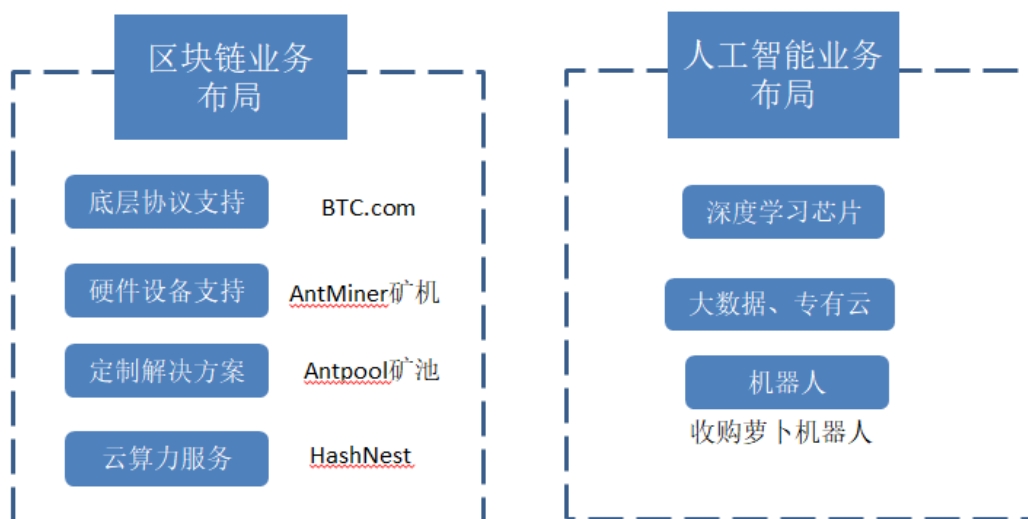 区块链业务
布局
底层协议支持
BTC.com
硬件设备支持
AntMiner矿机
定制解决方案
Antpool矿池
云算力服务
HashNest
人工智能业务
布局
深度学习芯片
大数据、专有云
机器人
收购萝卜机器人